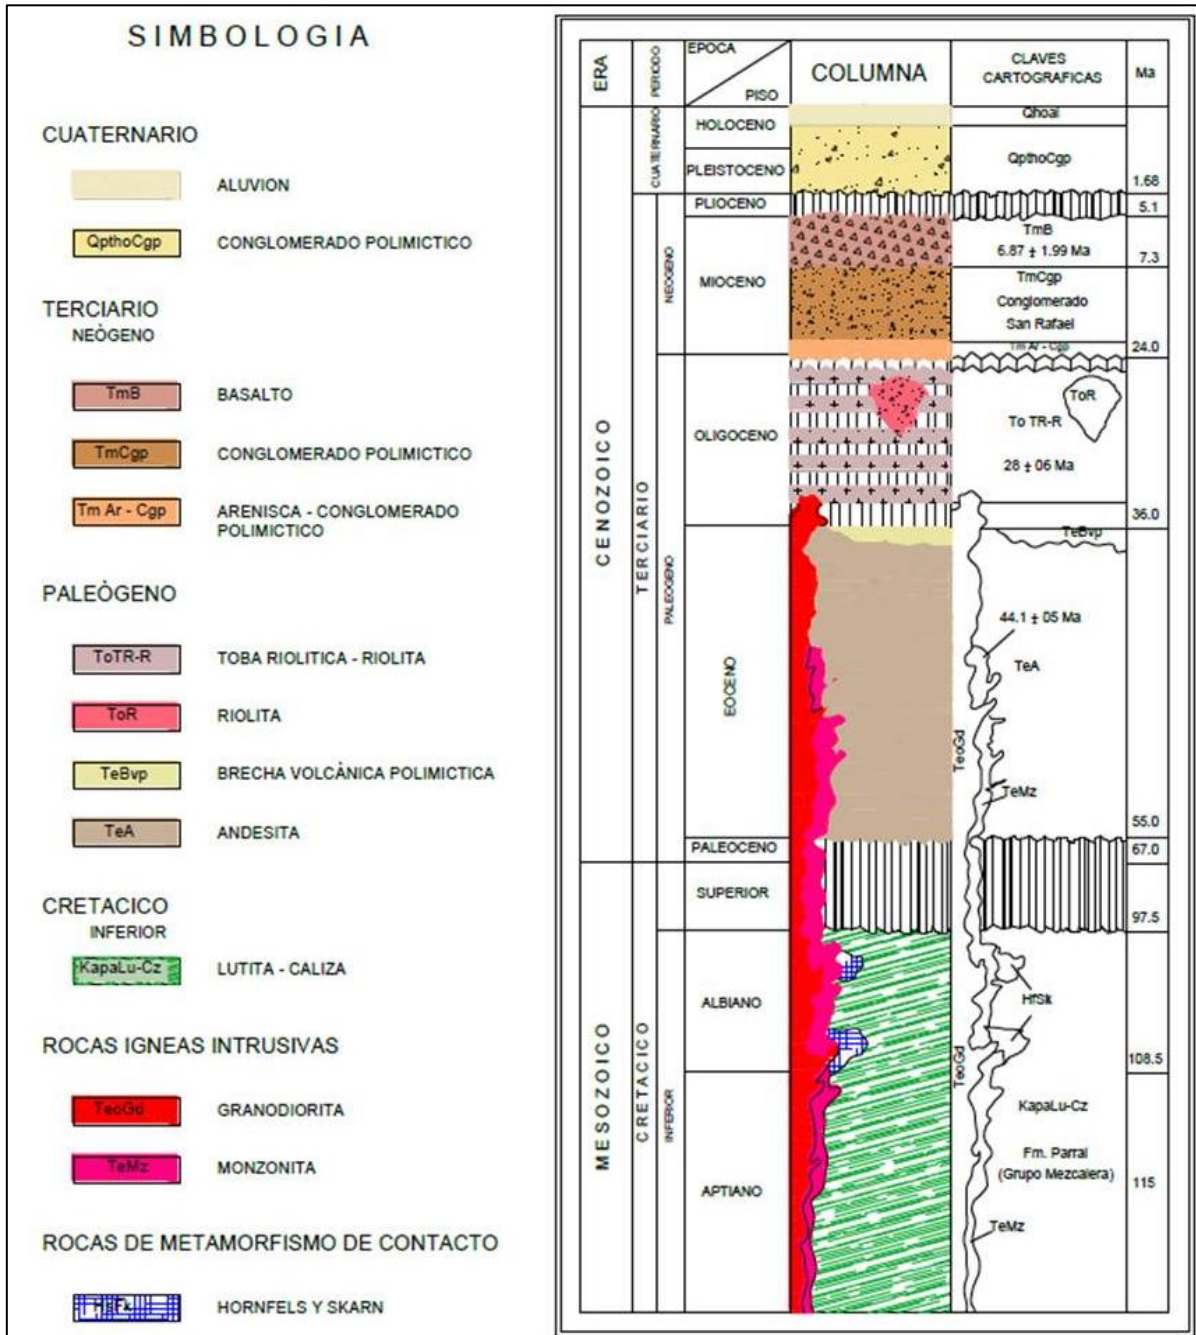 SIMBOLOGIA
CUATERNARIO
ALUVION
QpthoCgp
CONGLOMERADO POLIMICTICO
TERCIARIO
NEÒGENO
TmB
BASALTO
TmCgp
CONGLOMERADO POLIMICTICO
Tm Ar - Cgp
ARENISCA - CONGLOMERADO
POLIMICTICO
PALEÒGENO
ToTR-R
TOBA RIOLITICA - RIOLITA
ToR
RIOLITA
TeBvp
BRECHA VOLCÀNICA POLIMICTICA
TeA
ANDESITA
CRETACICO
INFERIOR
KapaLu-Cz
LUTITA - CALIZA
ROCAS IGNEAS INTRUSIVAS
TeoGd
GRANODIORITA
TeMz
MONZONITA
ROCAS DE METAMORFISMO DE CONTACTO
HsFk
HORNFELS Y SKARN
ERA
PERIODO
EPOCA
PISO
COLUMNA
CLAVES
CARTOGRAFICAS
Ma
CENOZOICO
MESOZOICO
CUATERNARIO
TERCIARIO
CRETACICO
NEOGENO
PALEOGENO
INFERIOR
HOLOCENO
PLEISTOCENO
PLIOCENO
MIOCENO
OLIGOCENO
EOCENO
PALEOCENO
SUPERIOR
ALBIANO
APTIANO
Qhoal
QpthoCgp
TmB
6.87 ± 1.99 Ma
TmCgp
Conglomerado
San Rafael
Tm Ar - Cgp
ToR
To TR-R
28 ± 06 Ma
TeBvp
44.1 ± 05 Ma
TeA
TeoGd
TeMz
HfSk
TeoGd
KapaLu-Cz
Fm. Parral
(Grupo Mezcalera)
TeMz
1.68
5.1
7.3
24.0
36.0
55.0
67.0
97.5
108.5
115